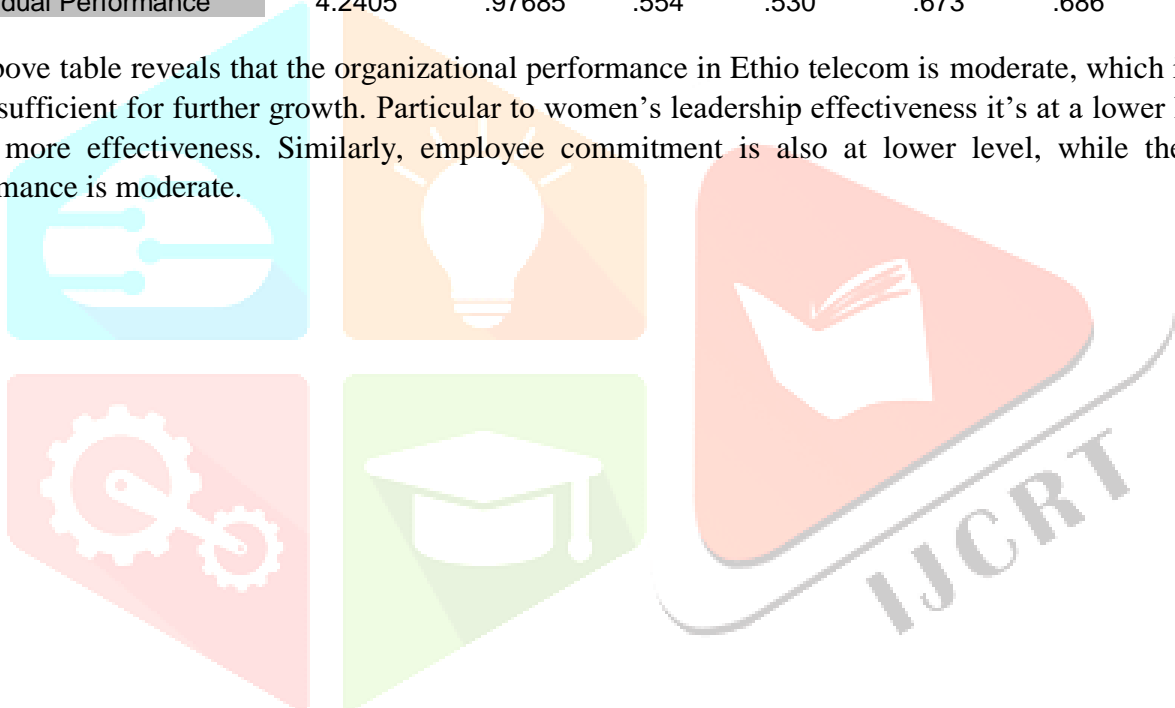 dual Performance 4.2405 .97685 .554 .530 .673 .686
bove table reveals that the organizational performance in Ethio telecom is moderate, which
sufficient for further growth. Particular to women's leadership effectiveness it's at a lower
more effectiveness. Similarly, employee commitment is also at lower level, while the
mance is moderate.
IJCRT